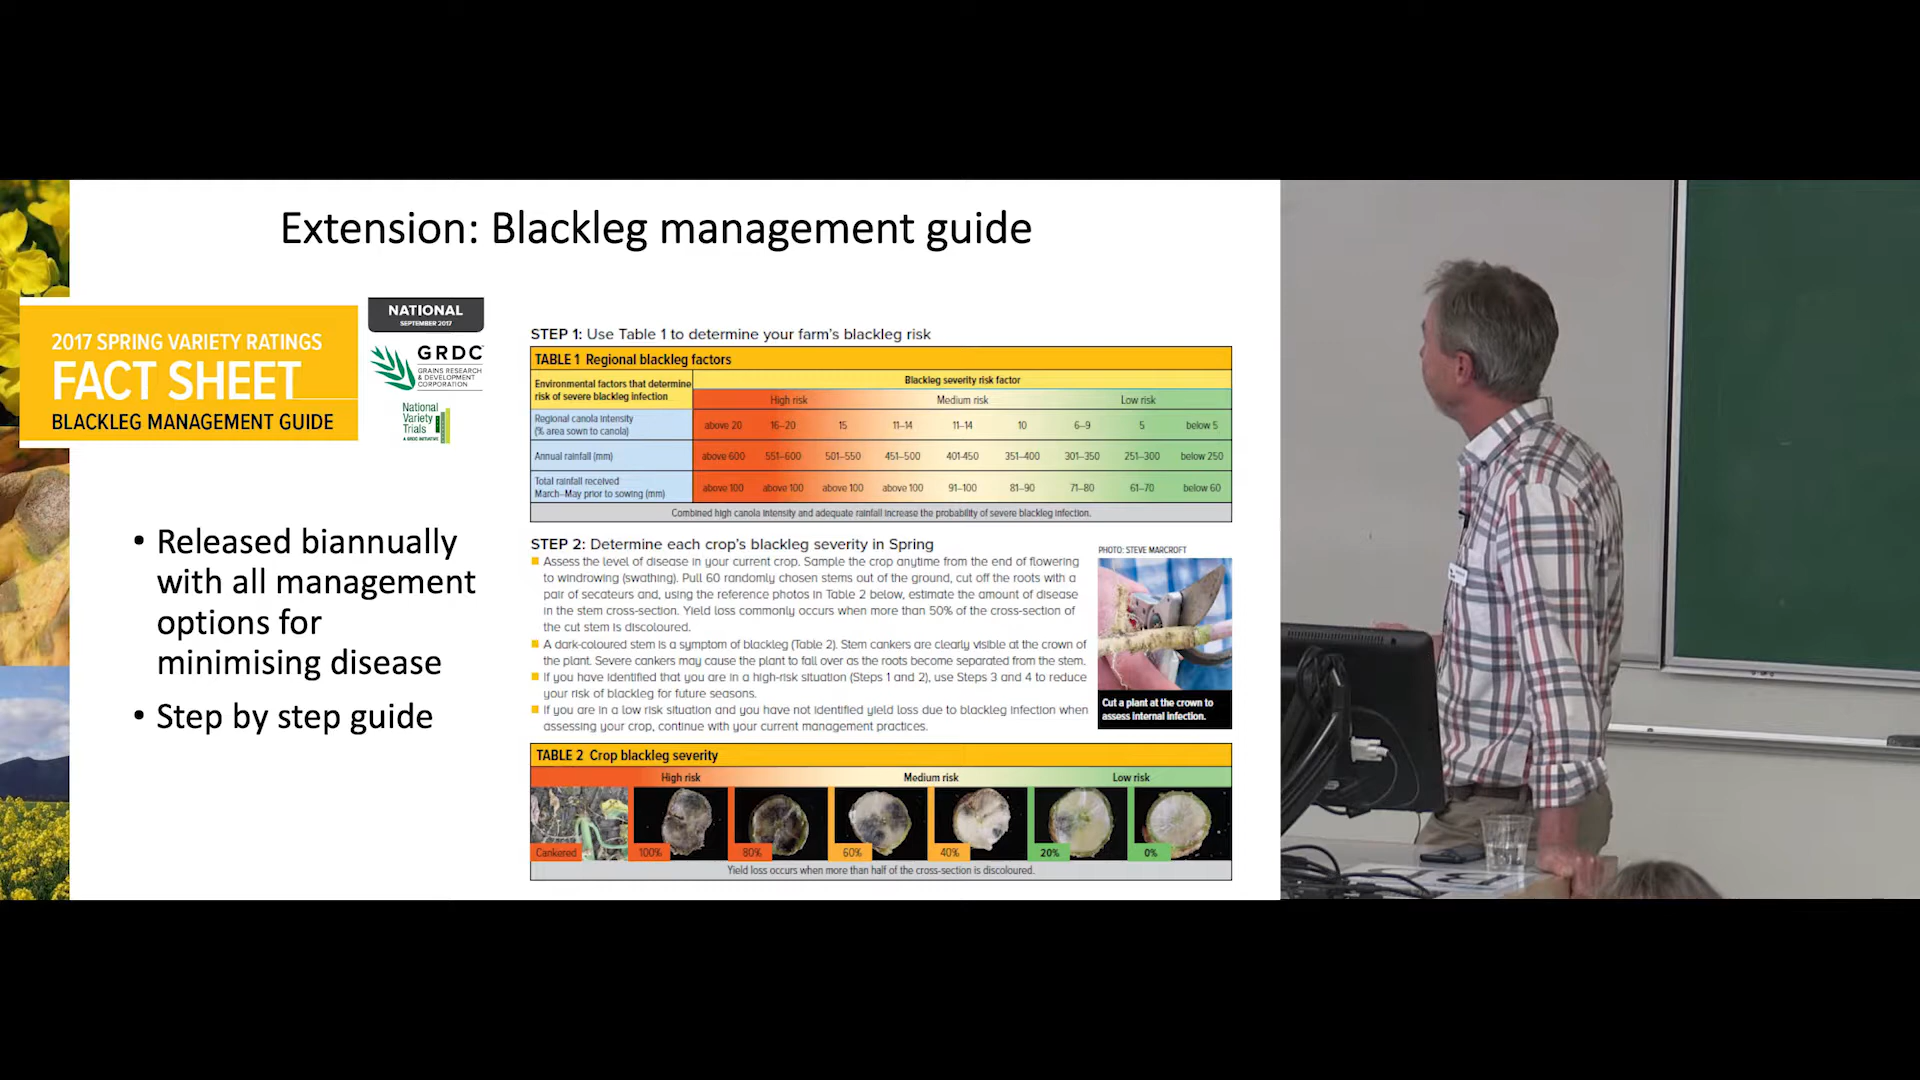 Extension: Blackleg management guide
2017 SPRING VARIETY RATINGS
FACT SHEET
BLACKLEG MANAGEMENT GUIDE
NATIONAL
SEPTEMBER 2017
GRDC
GRAINS RESEARCH
& DEVELOPMENT
CORPORATION
National
Variety
Trials
A GRDC INITIATIVE
• Released biannually
with all management
options for
minimising disease
• Step by step guide
STEP 1: Use Table 1 to determine your farm's blackleg risk
TABLE 1 Regional blackleg factors
Environmental factors that determine
risk of severe blackleg infection
Blackleg severity risk factor
High risk Medium risk Low risk
Regional canola intensity
(% area sown to canola)
above 20 16–20 15 11–14 11–14 10 6–9 5 below 5
Annual rainfall (mm) above 600 551–600 501–550 451–500 401-450 351–400 301–350 251–300 below 250
Total rainfall received
March–May prior to sowing (mm)
above 100 above 100 above 100 above 100 91–100 81–90 71–80 61–70 below 60
Combined high canola intensity and adequate rainfall increase the probability of severe blackleg infection.
STEP 2: Determine each crop's blackleg severity in Spring
Assess the level of disease in your current crop. Sample the crop anytime from the end of flowering
to windrowing (swathing). Pull 60 randomly chosen stems out of the ground, cut off the roots with a
pair of secateurs and, using the reference photos in Table 2 below, estimate the amount of disease
in the stem cross-section. Yield loss commonly occurs when more than 50% of the cross-section of
the cut stem is discoloured.
A dark-coloured stem is a symptom of blackleg (Table 2). Stem cankers are clearly visible at the crown of
the plant. Severe cankers may cause the plant to fall over as the roots become separated from the stem.
If you have identified that you are in a high-risk situation (Steps 1 and 2), use Steps 3 and 4 to reduce
your risk of blackleg for future seasons.
If you are in a low risk situation and you have not identified yield loss due to blackleg infection when
assessing your crop, continue with your current management practices.
PHOTO: STEVE MARCROFT
Cut a plant at the crown to
assess internal infection.
TABLE 2 Crop blackleg severity
High risk Medium risk Low risk
Cankered 100% 80% 60% 40% 20% 0%
Yield loss occurs when more than half of the cross-section is discoloured.